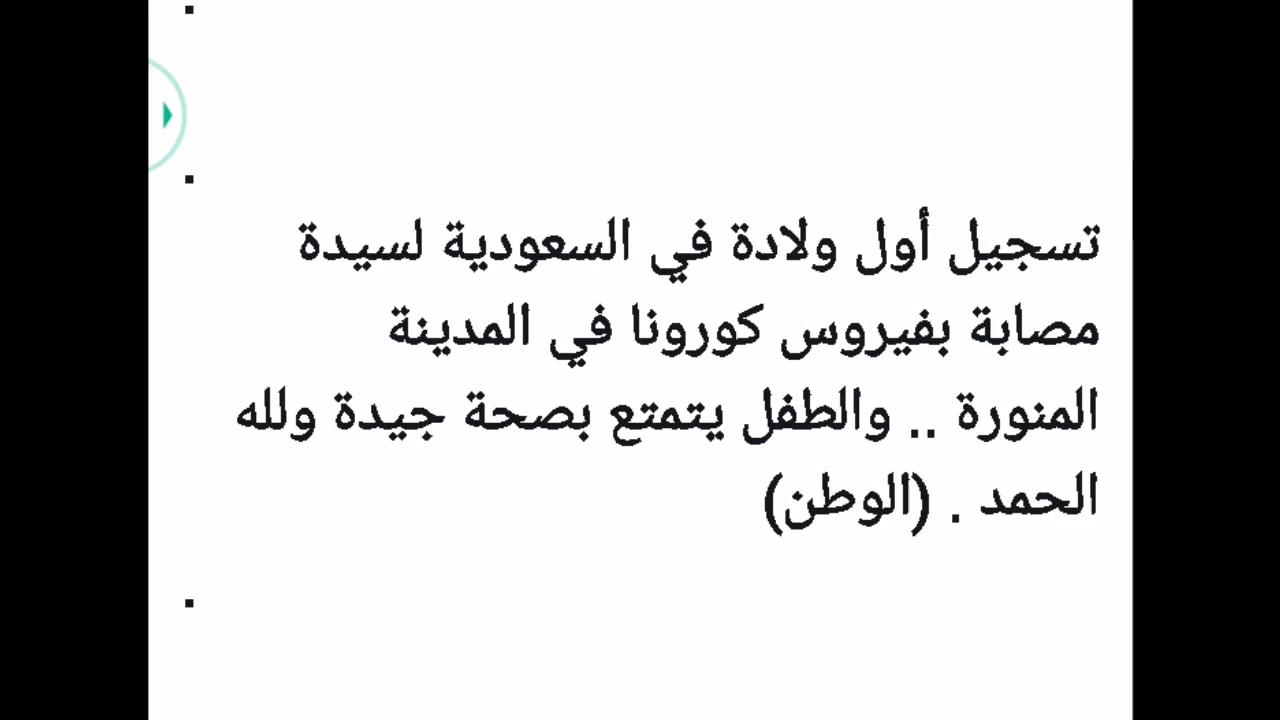 تسجيل أول ولادة في السعودية لسيدة
مصابة بفيروس كورونا في المدينة
المنورة .. والطفل يتمتع بصحة جيدة ولله
الحمد . (الوطن)